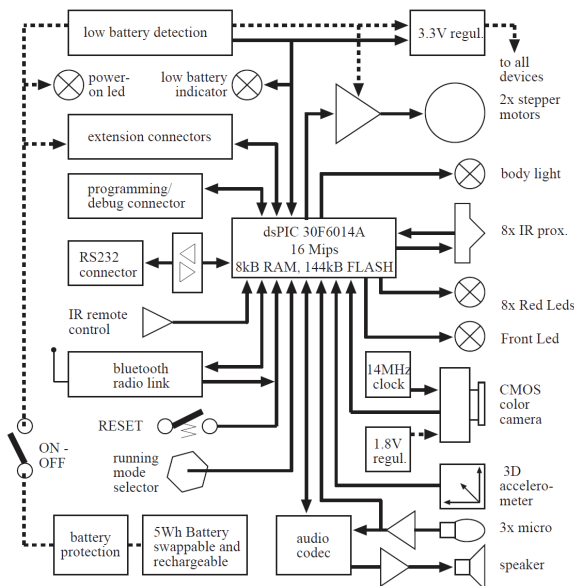 low battery detection
3.3V regul.
to all
devices
power-
on led
low battery
indicator
2x stepper
motors
extension connectors
body light
programming/
debug connector
dsPIC 30F6014A
16 Mips
8kB RAM, 144kB FLASH
8x IR prox.
RS232
connector
8x Red Leds
IR remote
control
Front Led
bluetooth
radio link
14MHz
clock
CMOS
color
camera
RESET
ON -
OFF
1.8V
regul.
running
mode
selector
3D
accelero-
meter
battery
protection
5Wh Battery
swappable and
rechargeable
audio
codec
3x micro
speaker